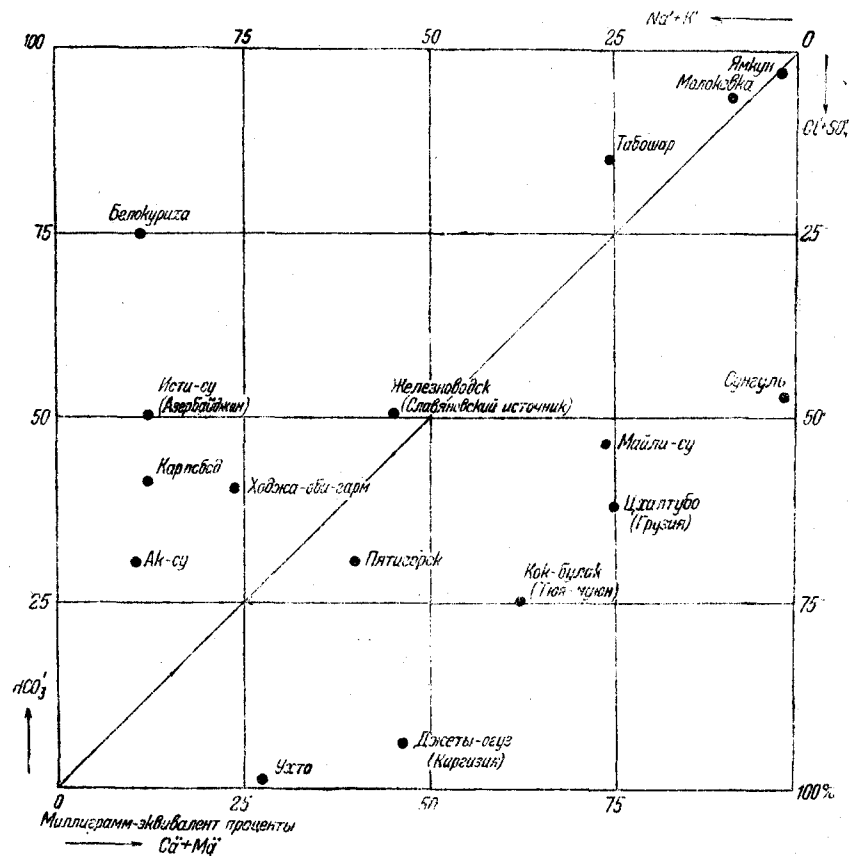 Na˙+K˙
100 75 50 25 0
Ямкун
Молоковка
Cl'+SO₄''
Табошар
Белокуриха
75 25
Исти-су
(Азербайджан)
Железноводск
(Славяновский источник)
Сунгуль
50 50
Майли-су
Карлсбад
Ходжа-оби-гарм
Цхалтубо
(Грузия)
Ак-су
Пятигорск
Кок-булак
(Тюя-муюн)
25 75
HCO₃'
Джеты-огуз
(Киргизия)
Ухта
100%
0 25 50 75
Миллиграмм-эквивалент проценты
Ca¨+Mg¨